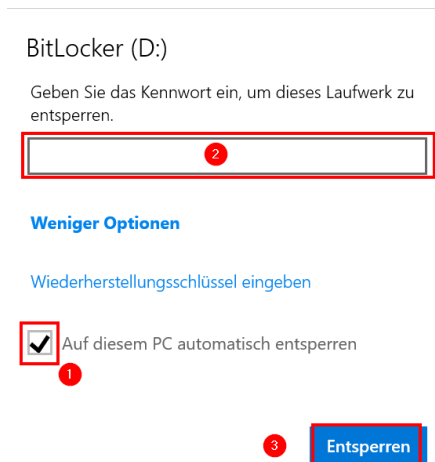 BitLocker (D:)
Geben Sie das Kennwort ein, um dieses Laufwerk zu
entsperren.
2
Weniger Optionen
Wiederherstellungsschlüssel eingeben
Auf diesem PC automatisch entsperren
1
3
Entsperren